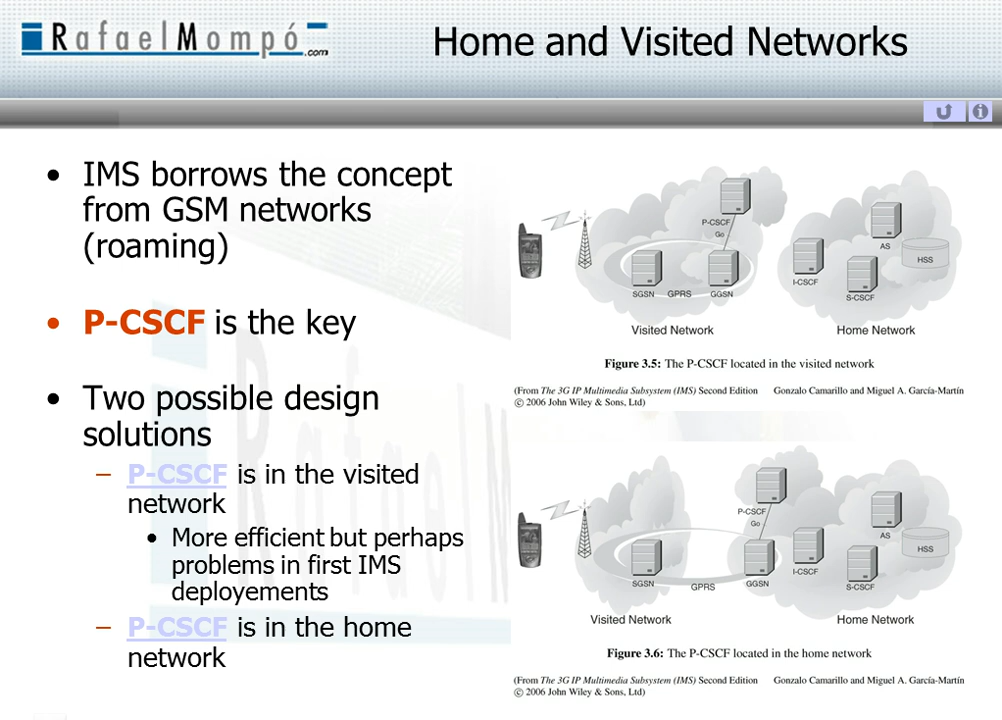 RafaelMompó.com
Home and Visited Networks
• IMS borrows the concept
from GSM networks
(roaming)
• P-CSCF is the key
• Two possible design
solutions
– P-CSCF is in the visited
network
• More efficient but perhaps
problems in first IMS
deployements
– P-CSCF is in the home
network
P-CSCF
Go
SGSN
GPRS
GGSN
I-CSCF
AS
S-CSCF
HSS
Visited Network
Home Network
Figure 3.5: The P-CSCF located in the visited network
(From The 3G IP Multimedia Subsystem (IMS) Second Edition Gonzalo Camarillo and Miguel A. García-Martín
© 2006 John Wiley & Sons, Ltd)
P-CSCF
Go
SGSN
GPRS
GGSN
I-CSCF
AS
S-CSCF
HSS
Visited Network
Home Network
Figure 3.6: The P-CSCF located in the home network
(From The 3G IP Multimedia Subsystem (IMS) Second Edition Gonzalo Camarillo and Miguel A. García-Martín
© 2006 John Wiley & Sons, Ltd)